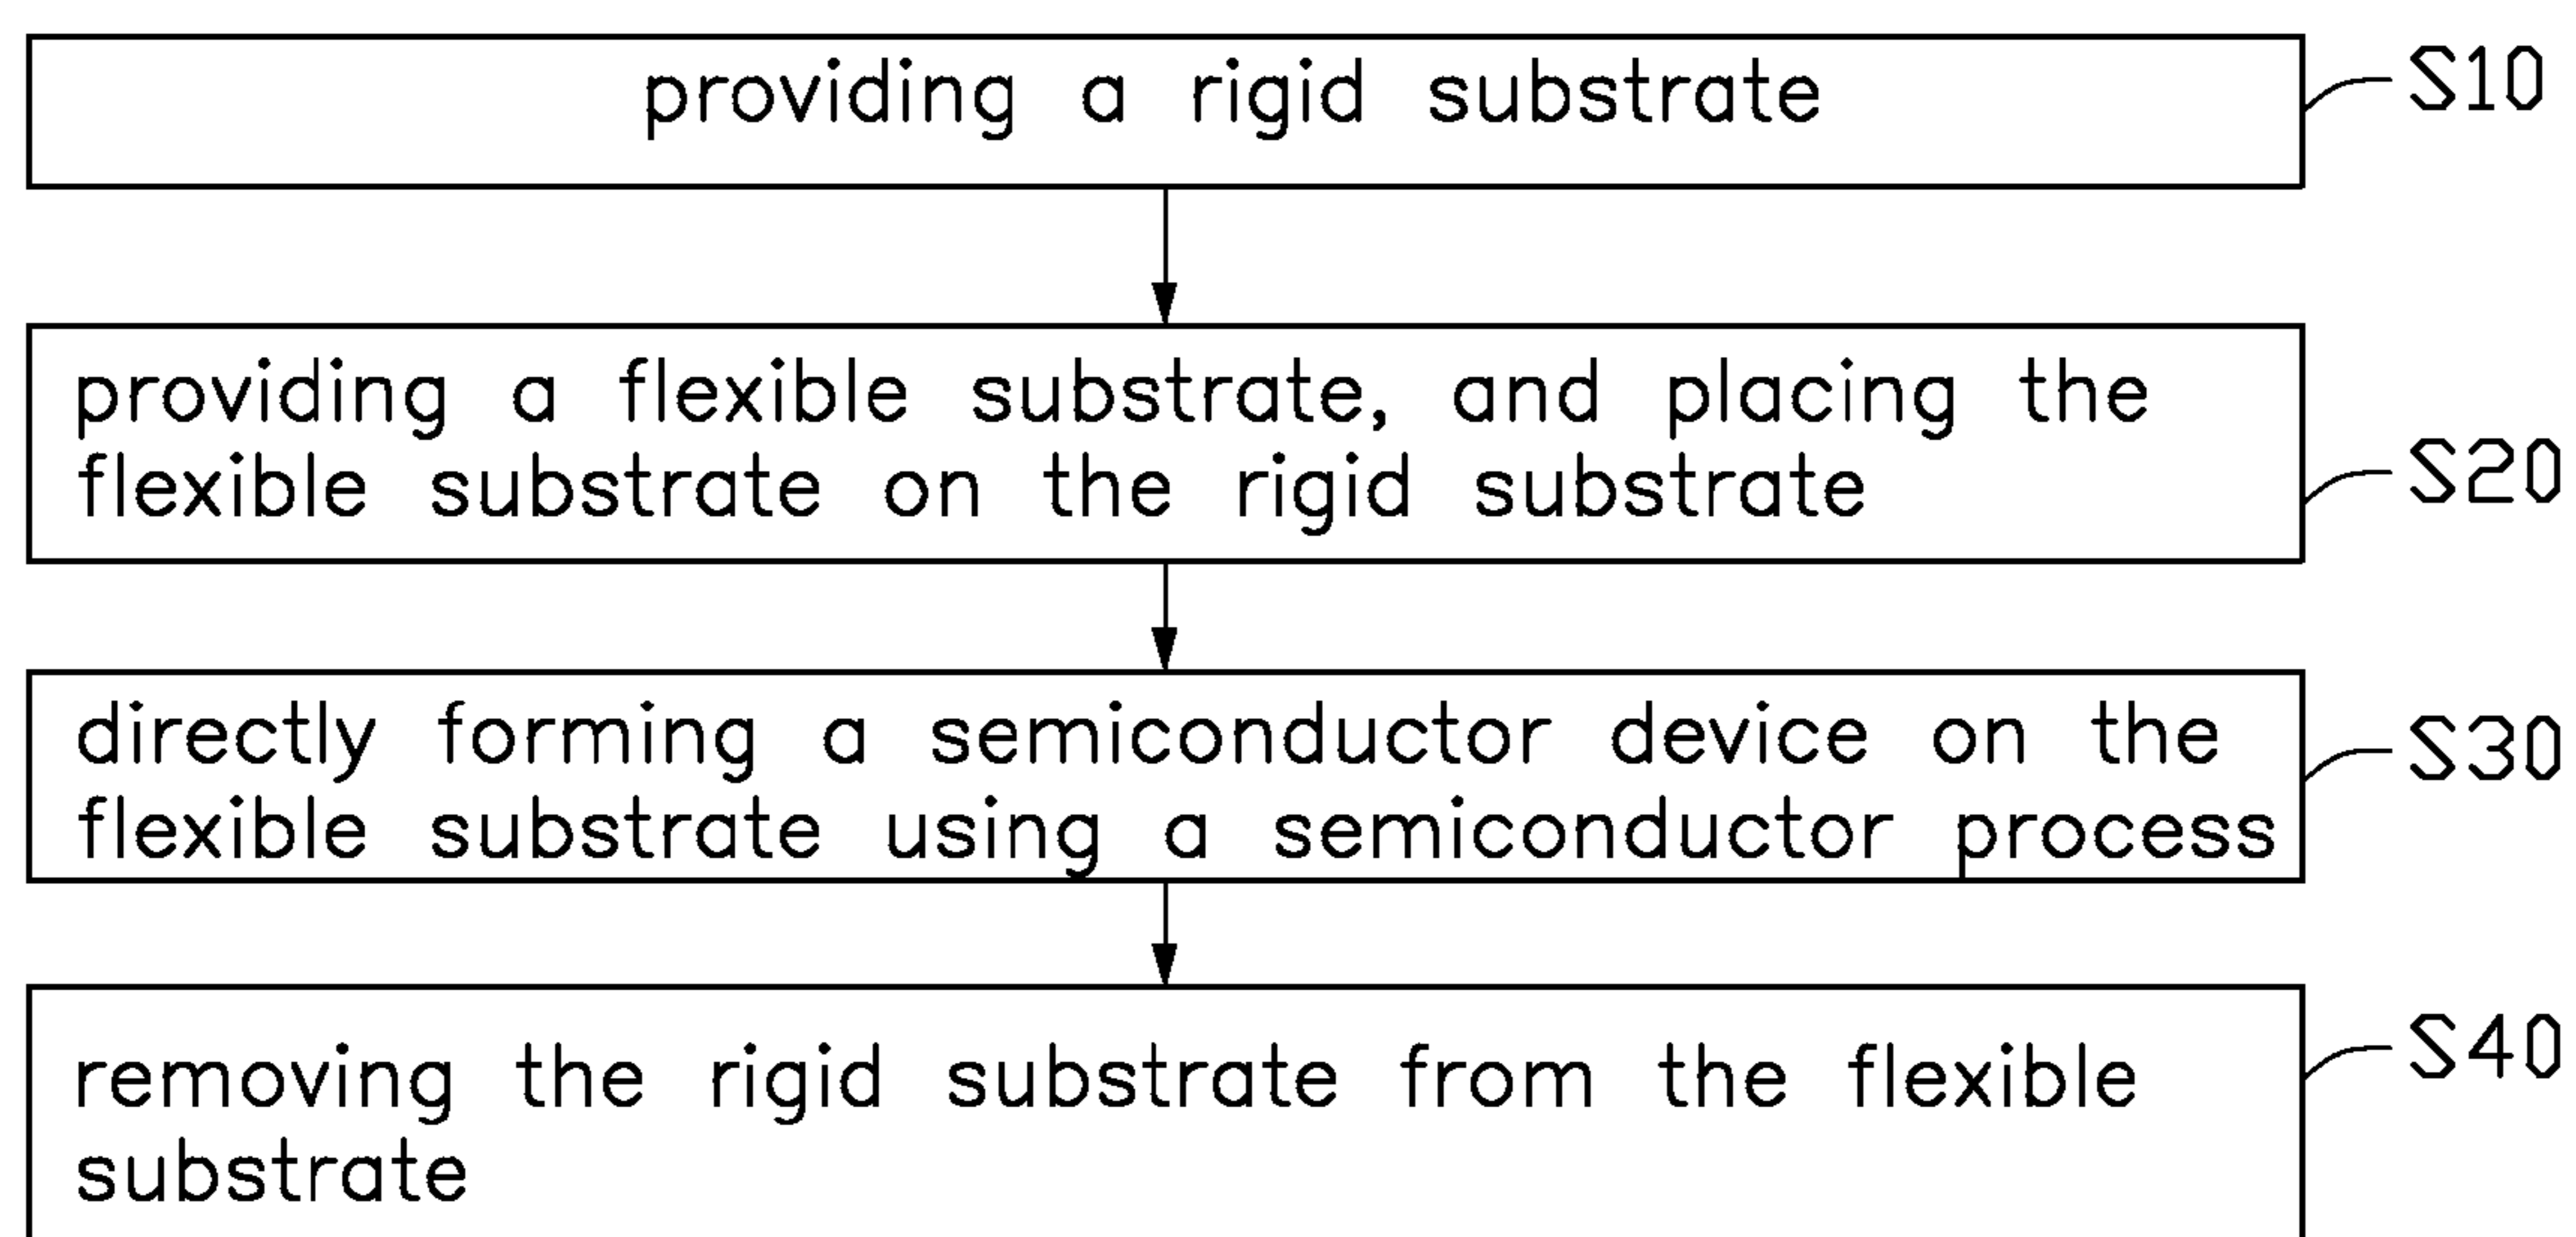 providing a rigid substrate
S10
providing a flexible substrate, and placing the
flexible substrate on the rigid substrate
S20
directly forming a semiconductor device on the
flexible substrate using a semiconductor process
S30
removing the rigid substrate from the flexible
substrate
S40